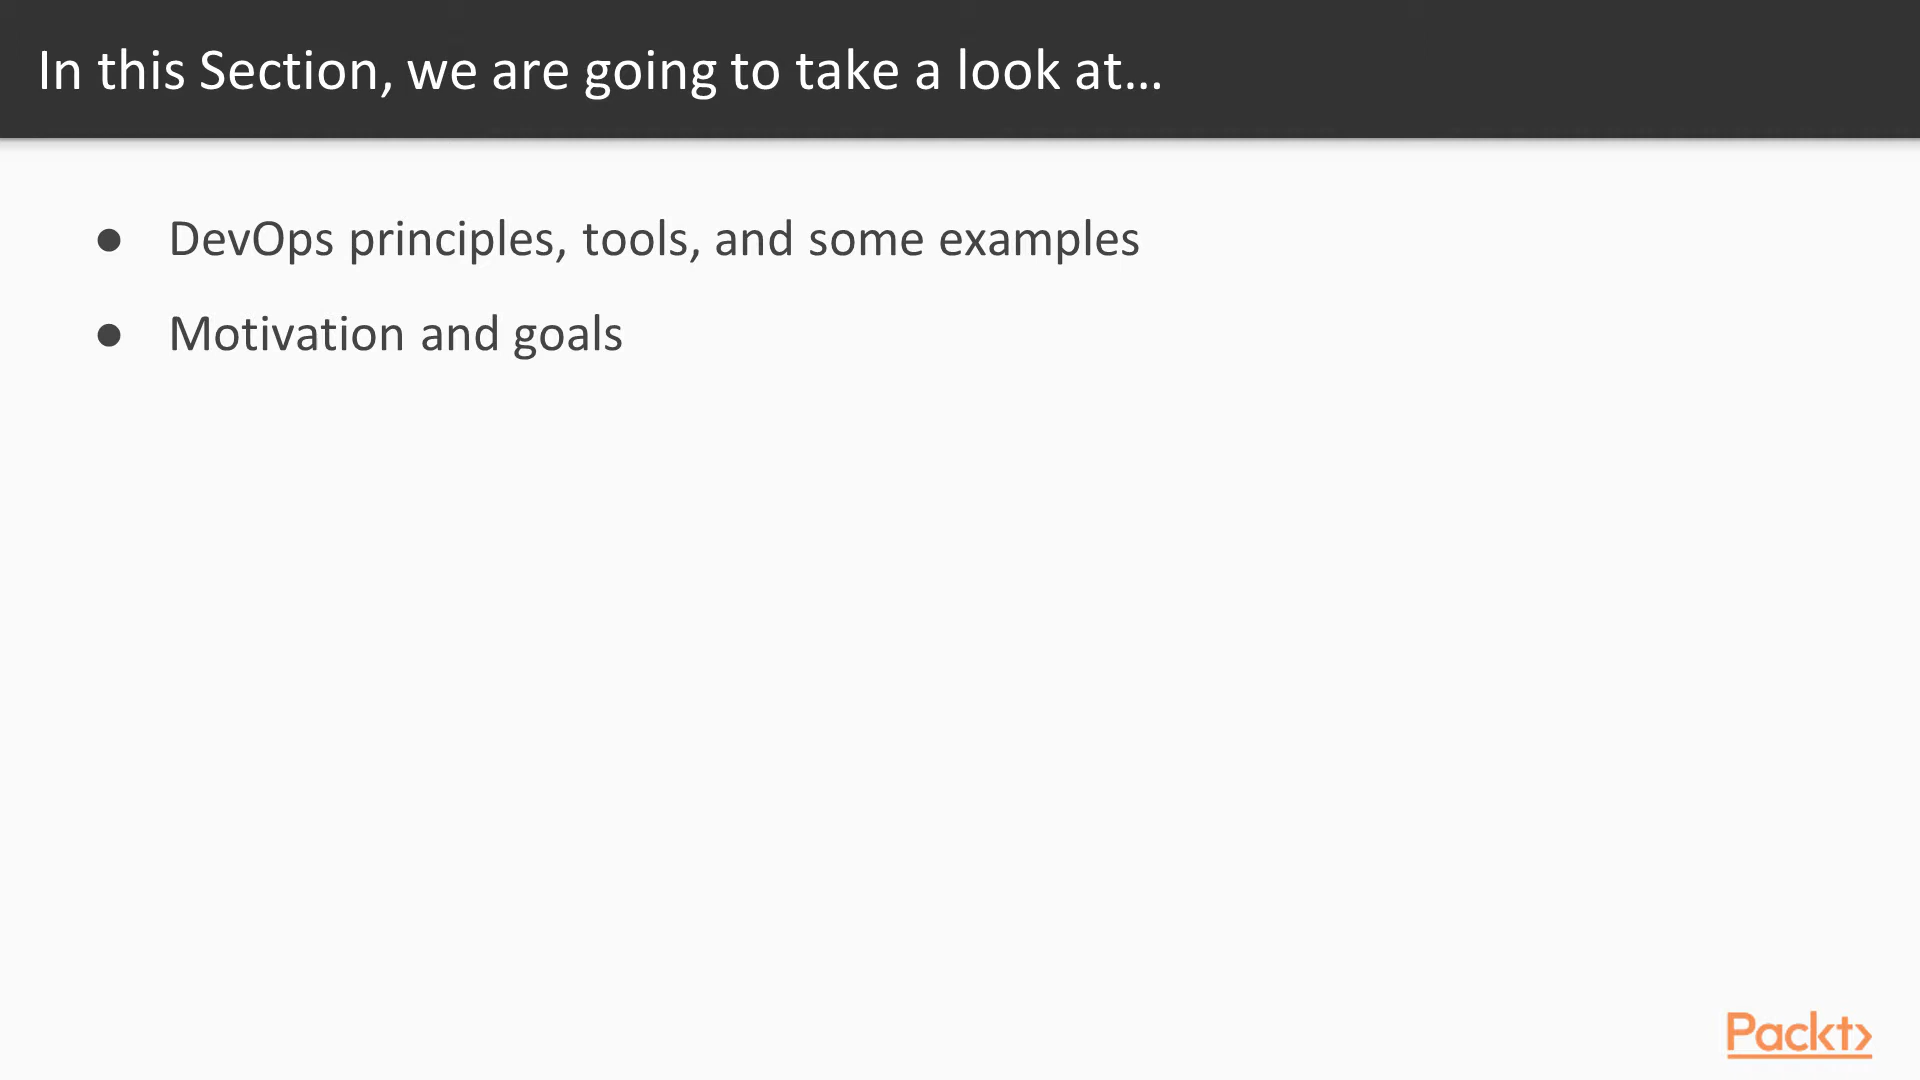 In this Section, we are going to take a look at…
● DevOps principles, tools, and some examples
● Motivation and goals
Packt>